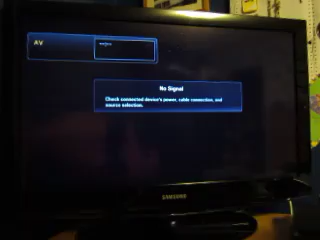 AV
No Signal
Check connected device's power, cable connection, and
source selection.
SAMSUNG